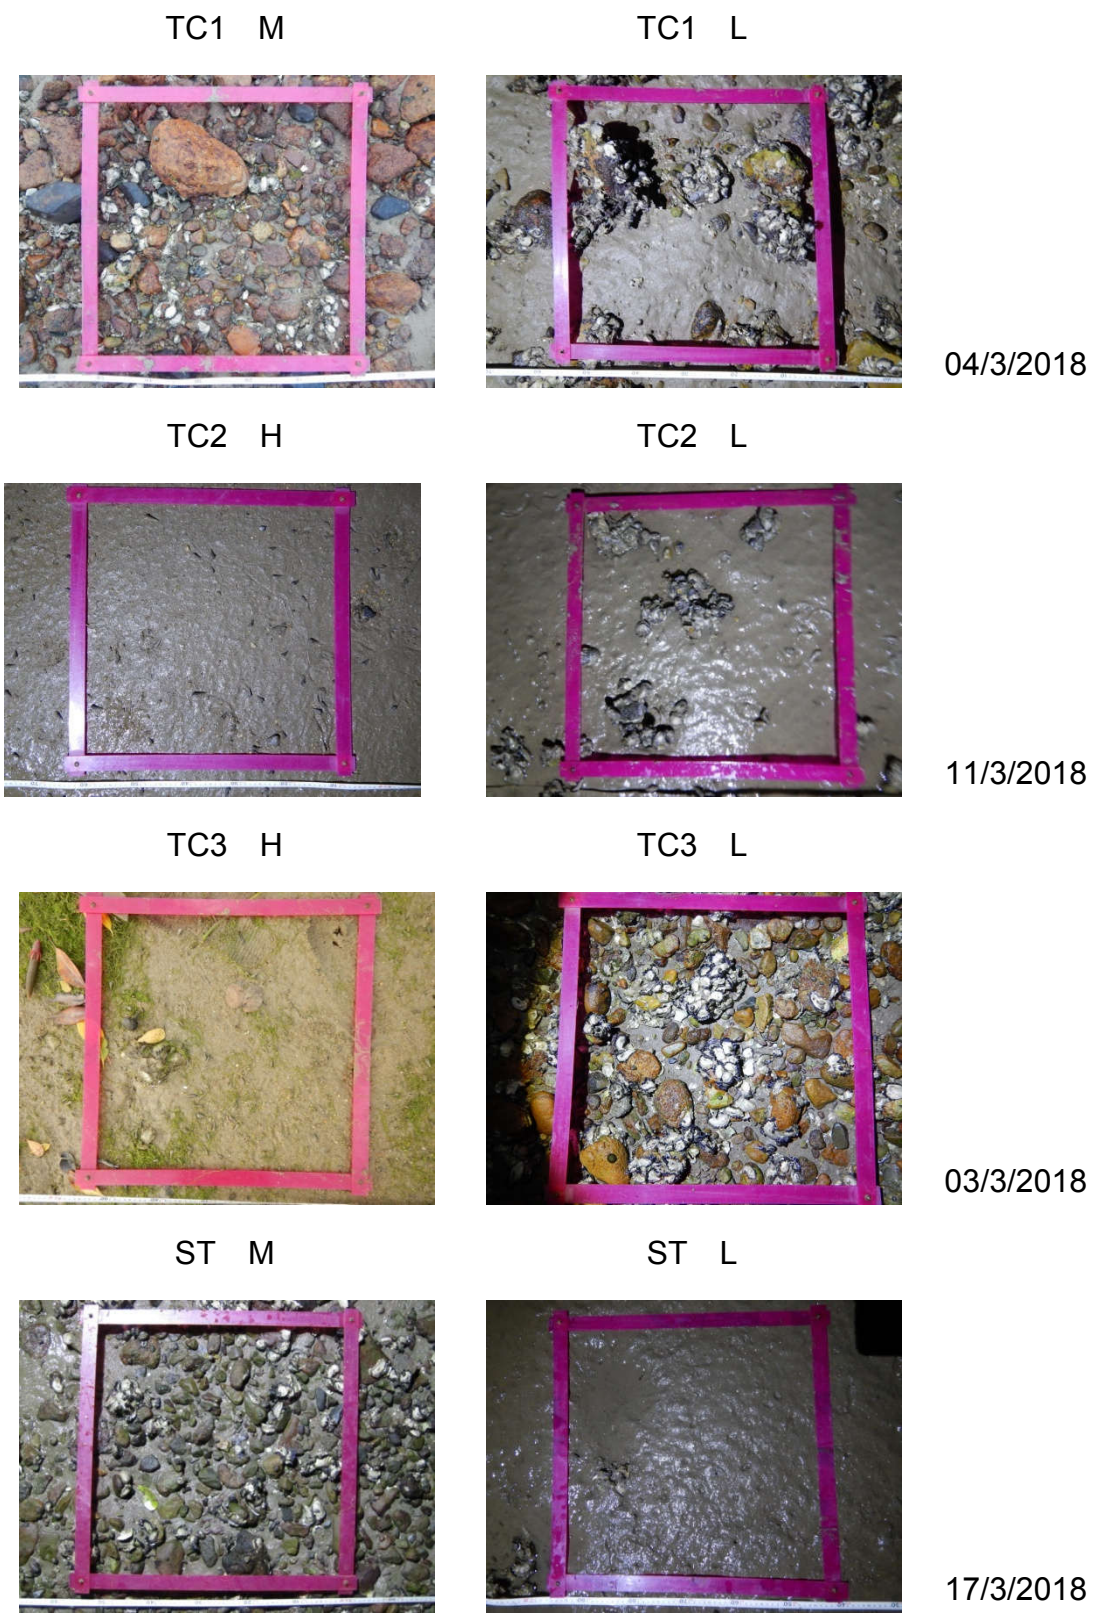 TC1 M
TC1 L
04/3/2018
TC2 H
TC2 L
11/3/2018
TC3 H
TC3 L
03/3/2018
ST M
ST L
17/3/2018